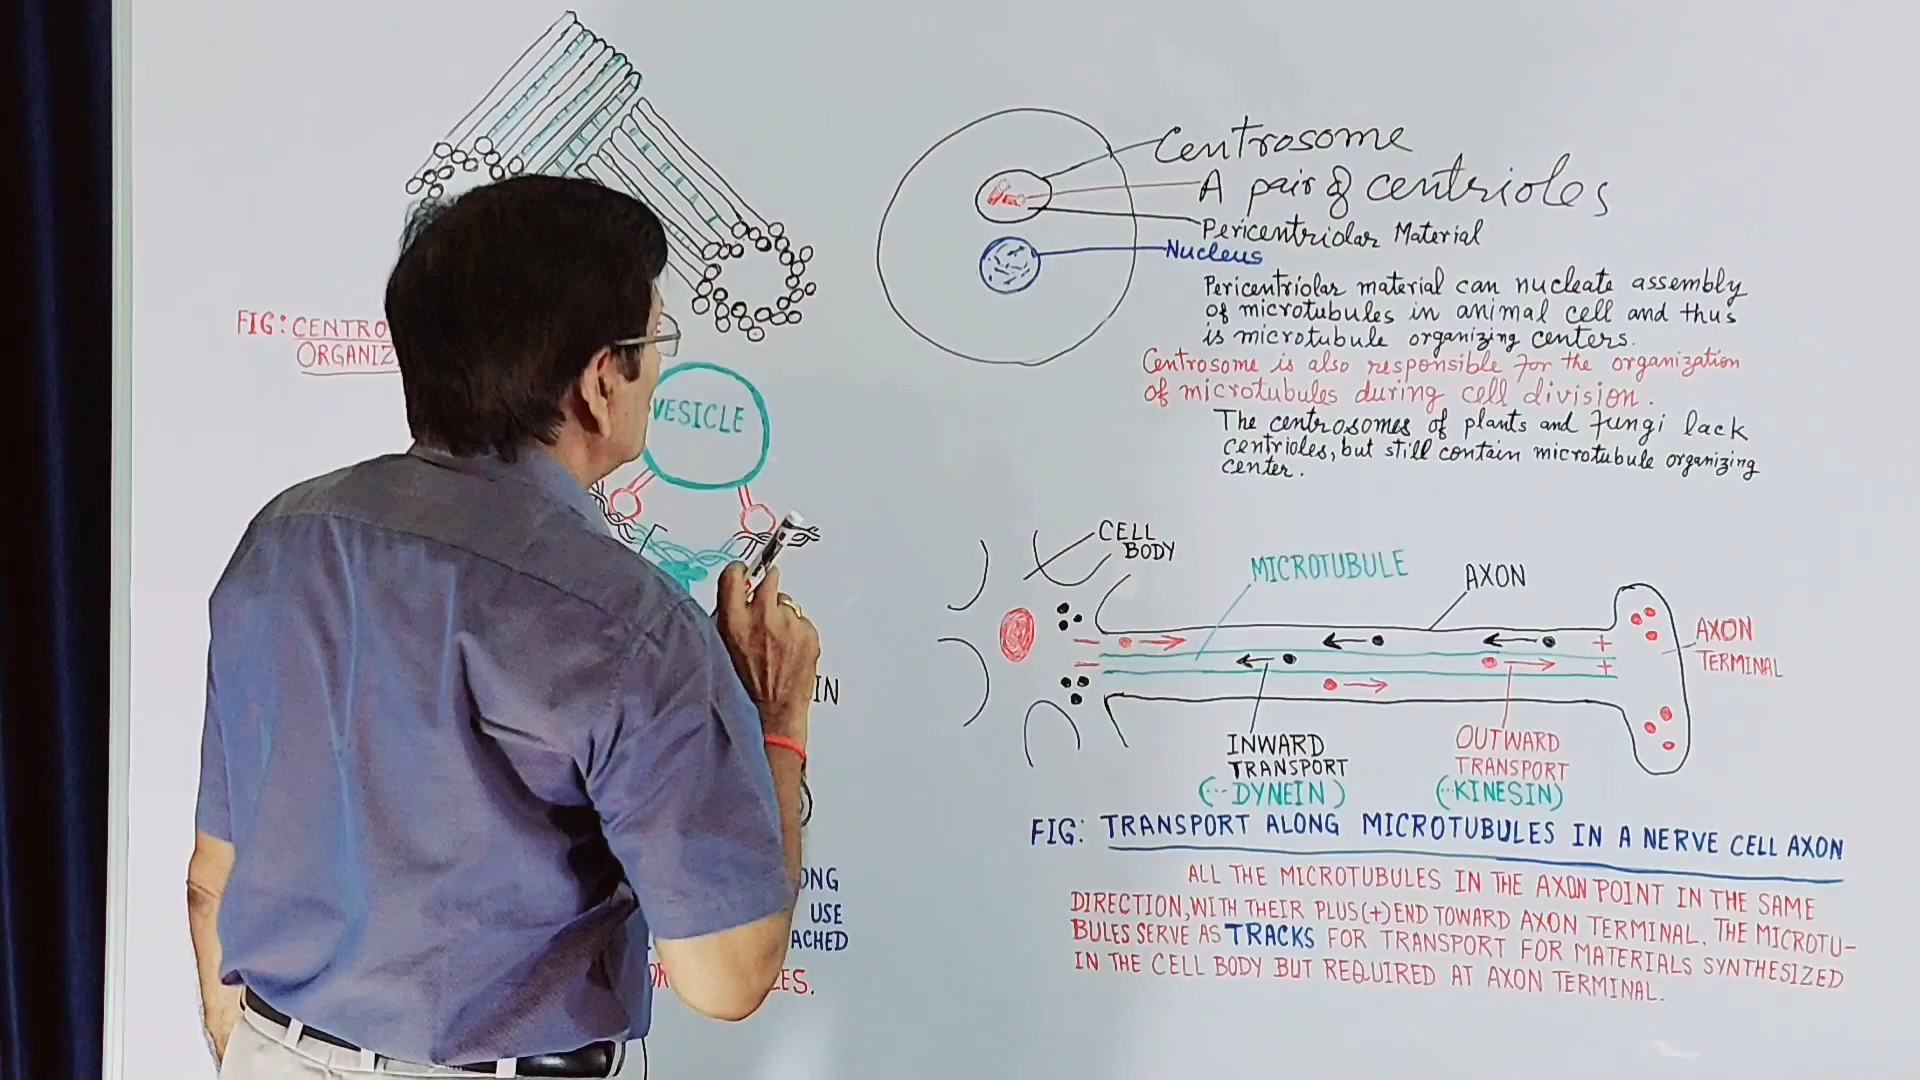 FIG: CENTRO
ORGANIZ
VESICLE
IN
ONG
USE
ACHED
Centrosome
A pair of centrioles
Pericentriolar Material
Nucleus
Pericentriolar material can nucleate assembly
of microtubules in animal cell and thus
is microtubule organizing centers.
Centrosome is also responsible for the organization
of microtubules during cell division.
The centrosomes of plants and fungi lack
centrioles, but still contain microtubule organizing
center.
CELL
BODY
MICROTUBULE
AXON
AXON
TERMINAL
− + 
− +
INWARD
TRANSPORT
(··DYNEIN)
OUTWARD
TRANSPORT
(··KINESIN)
FIG: TRANSPORT ALONG MICROTUBULES IN A NERVE CELL AXON
ALL THE MICROTUBULES IN THE AXON POINT IN THE SAME
DIRECTION, WITH THEIR PLUS(+) END TOWARD AXON TERMINAL. THE MICROTU-
BULES SERVE AS TRACKS FOR TRANSPORT FOR MATERIALS SYNTHESIZED
IN THE CELL BODY BUT REQUIRED AT AXON TERMINAL.